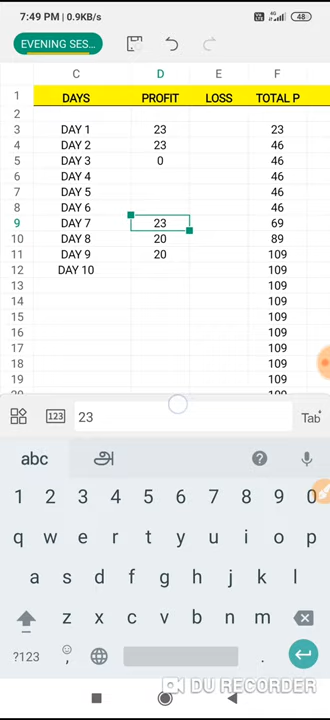 7:49 PM | 0.9KB/s
4G
48
EVENING SES...
C D E F
1 DAYS PROFIT LOSS TOTAL P
2
3 DAY 1 23 23
4 DAY 2 23 46
5 DAY 3 0 46
6 DAY 4 46
7 DAY 5 46
8 DAY 6 46
9 DAY 7 23 69
10 DAY 8 20 89
11 DAY 9 20 109
12 DAY 10 109
13 109
14 109
15 109
16 109
17 109
18 109
19 109
20 109
123 23 Tab
abc அ ?
1 2 3 4 5 6 7 8 9 0
q w e r t y u i o p
a s d f g h j k l
z x c v b n m
?123 , .
DU RECORDER